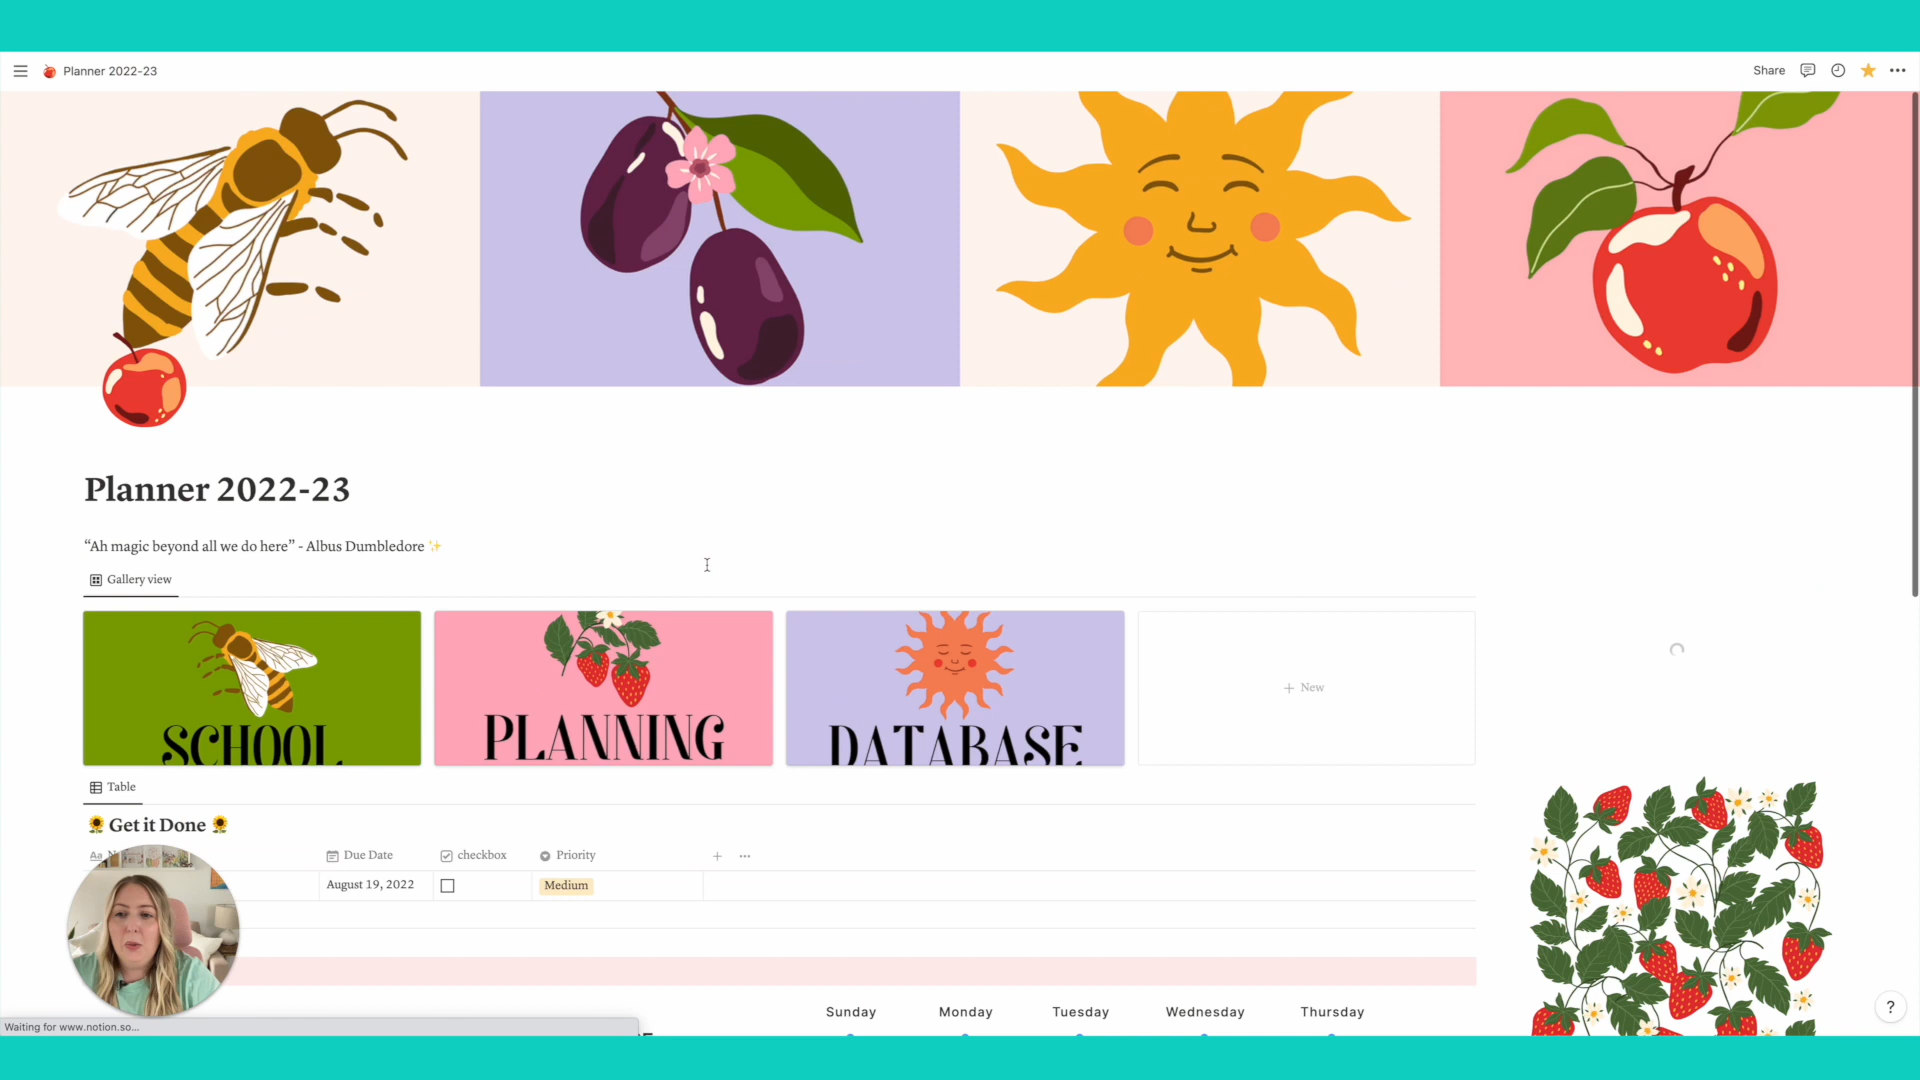 Planner 2022-23
Share
Planner 2022-23
“Ah magic beyond all we do here” - Albus Dumbledore ✨
Gallery view
SCHOOL
PLANNING
DATABASE
+ New
Table
🌻 Get it Done 🌻
Aa
Due Date
checkbox
Priority
August 19, 2022
Medium
Sunday
Monday
Tuesday
Wednesday
Thursday
?
Waiting for www.notion.so...